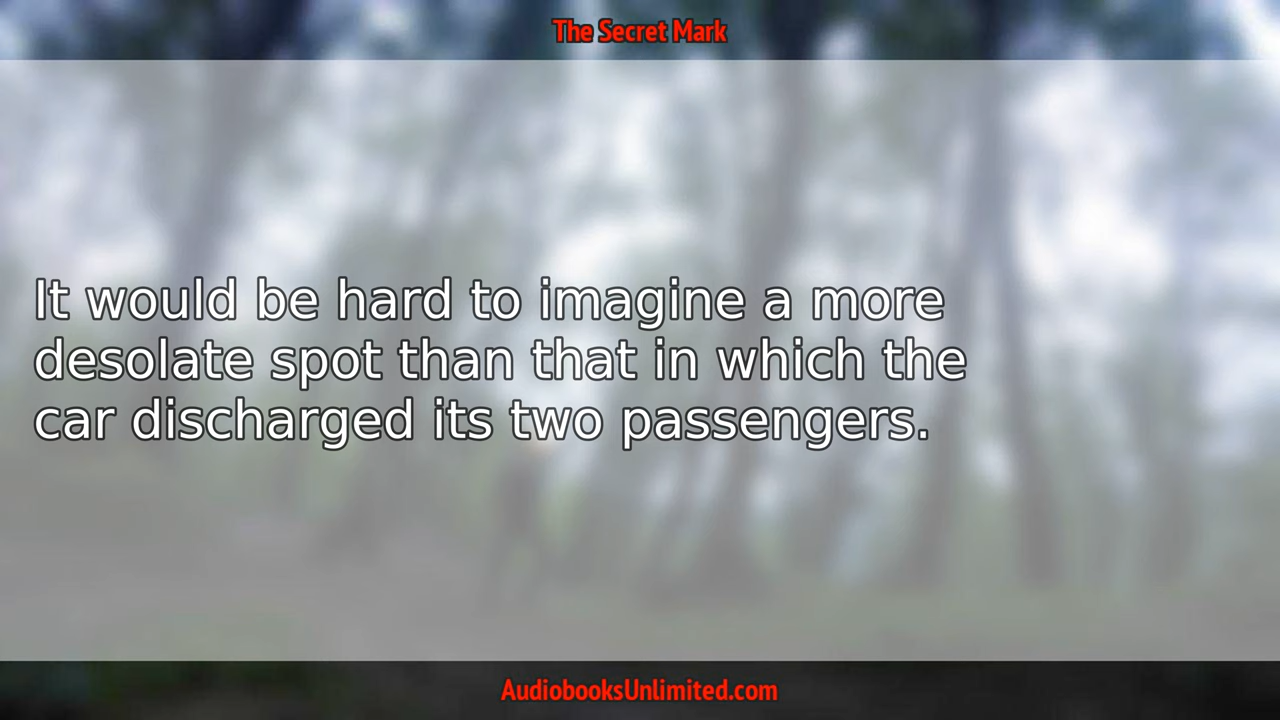 The Secret Mark
It would be hard to imagine a more
desolate spot than that in which the
car discharged its two passengers.
AudiobooksUnlimited.com